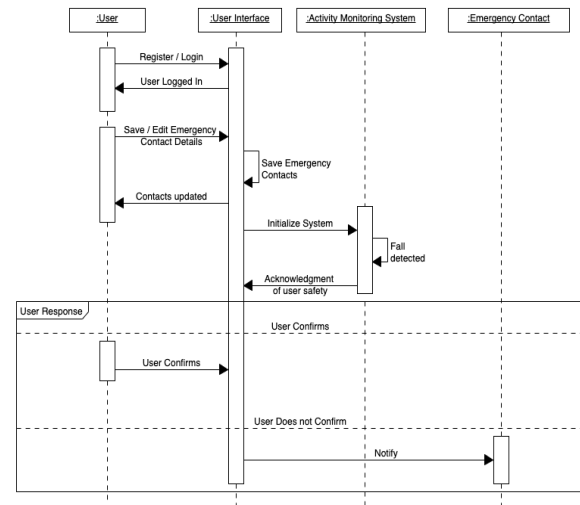 :User
:User Interface
:Activity Monitoring System
:Emergency Contact
Register / Login
User Logged In
Save / Edit Emergency
Contact Details
Save Emergency
Contacts
Contacts updated
Initialize System
Fall
detected
Acknowledgment
of user safety
User Response
User Confirms
User Confirms
User Does not Confirm
Notify